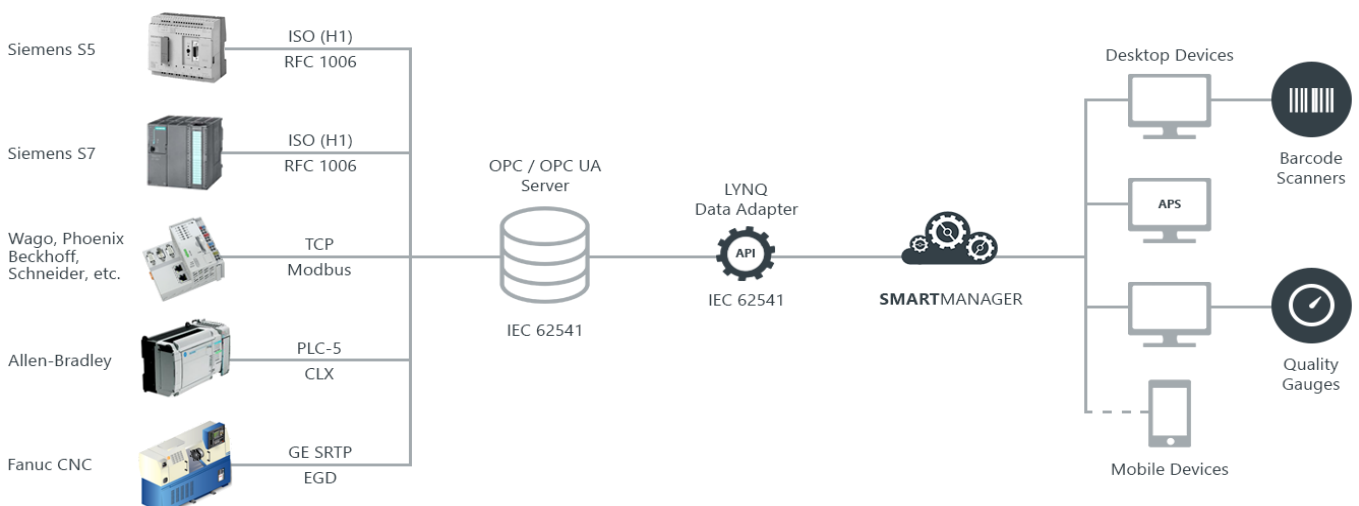 Siemens S5
ISO (H1)
RFC 1006
Siemens S7
ISO (H1)
RFC 1006
Wago, Phoenix
Beckhoff,
Schneider, etc.
TCP
Modbus
Allen-Bradley
PLC-5
CLX
Fanuc CNC
GE SRTP
EGD
OPC / OPC UA
Server
IEC 62541
LYNQ
Data Adapter
API
IEC 62541
SMARTMANAGER
Desktop Devices
Barcode
Scanners
APS
Quality
Gauges
Mobile Devices